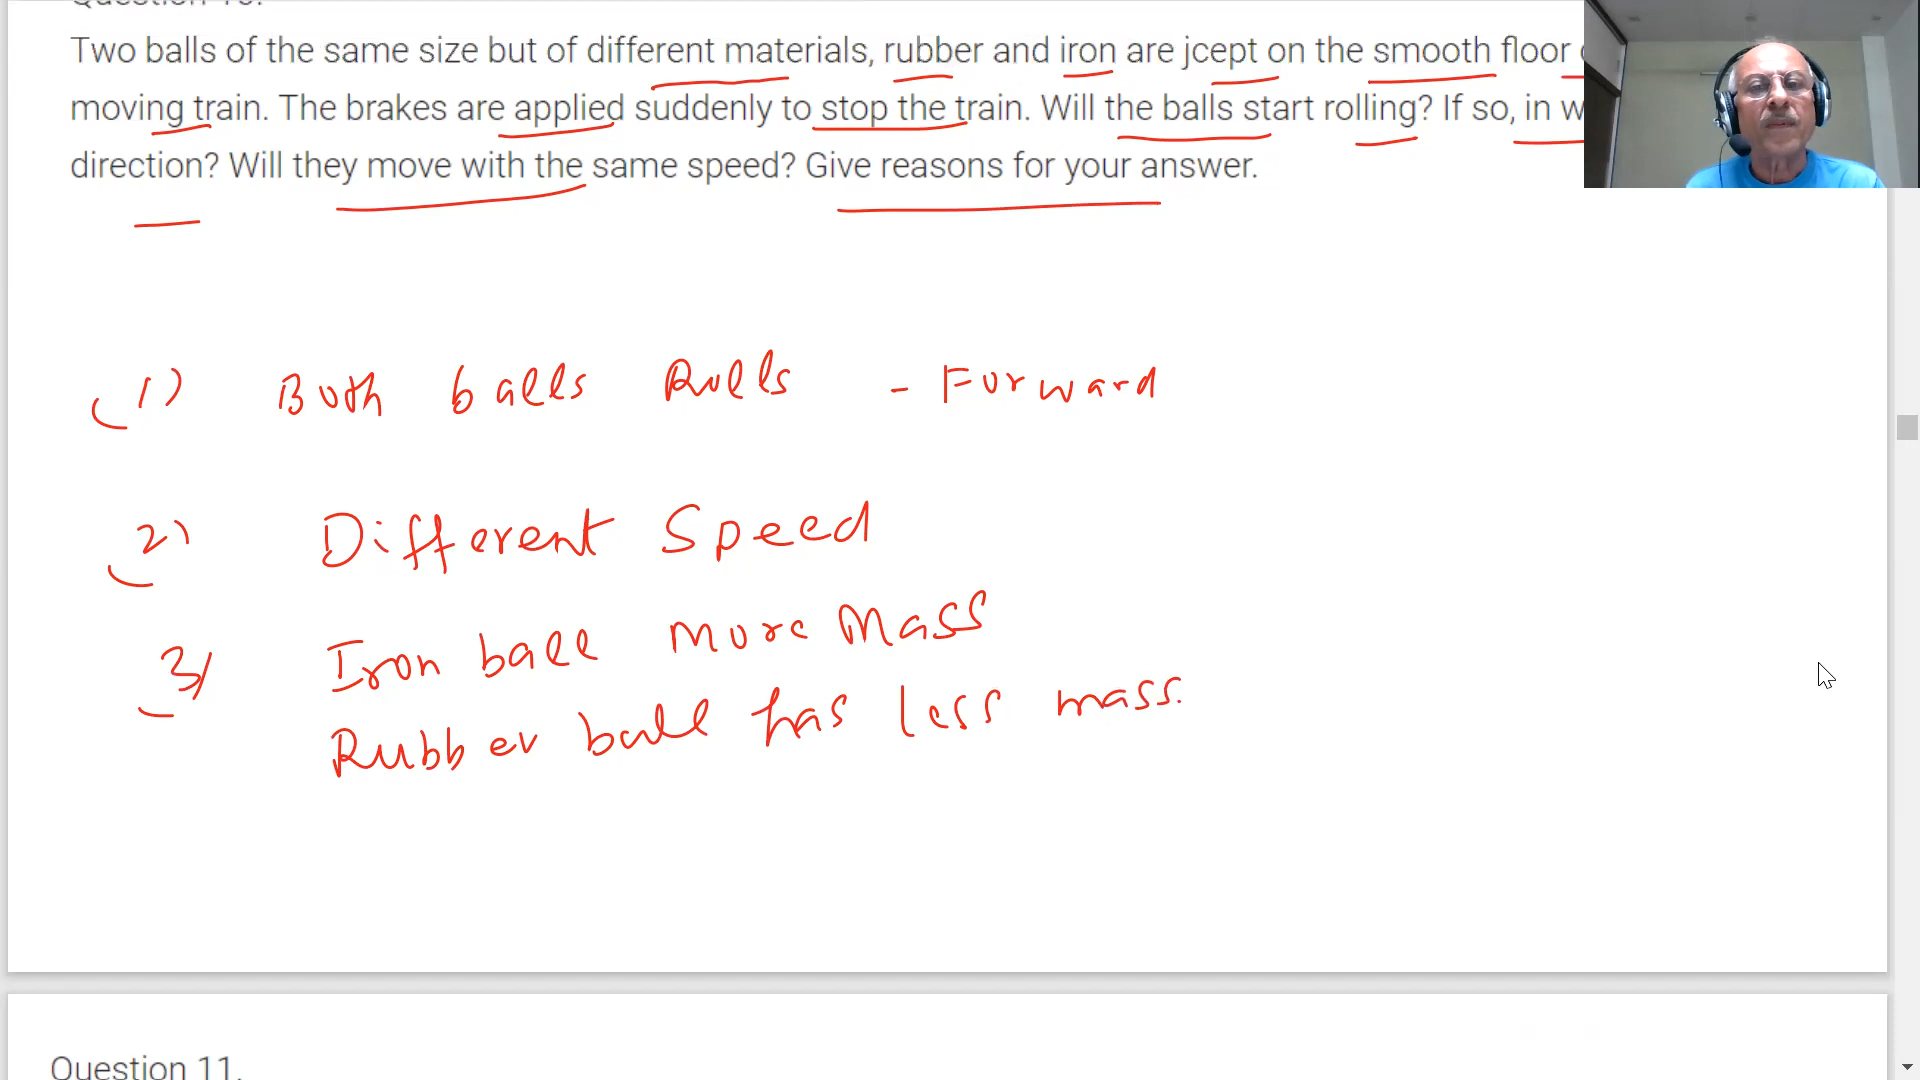 Question 10.
Two balls of the same size but of different materials, rubber and iron are jcept on the smooth floor
moving train. The brakes are applied suddenly to stop the train. Will the balls start rolling? If so, in w
direction? Will they move with the same speed? Give reasons for your answer.
1) Both balls Rolls - Forward
2) Different Speed
3) Iron ball more Mass
Rubber ball has less mass.
Question 11.